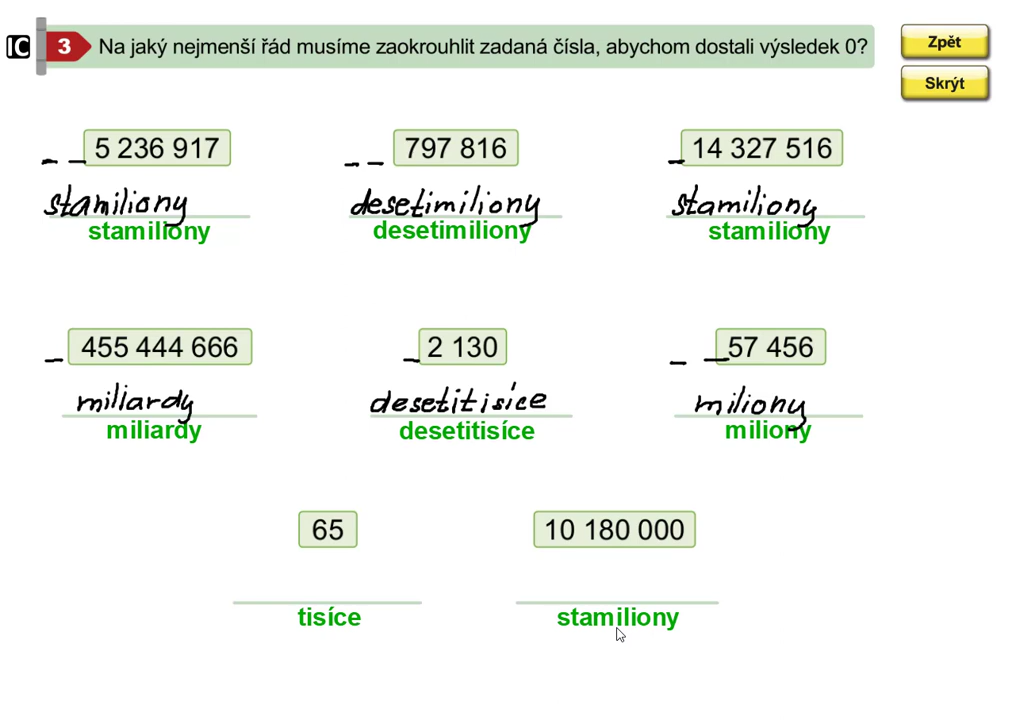 IC 3 Na jaký nejmenší řád musíme zaokrouhlit zadaná čísla, abychom dostali výsledek 0?
Zpět
Skrýt
_ _ 5 236 917
_ _ 797 816
_ 14 327 516
stamiliony
desetimiliony
stamiliony
stamiliony
desetimiliony
stamiliony
_ 455 444 666
_ 2 130
_ _ 57 456
miliardy
desetitisíce
miliony
miliardy
desetitisíce
miliony
65
10 180 000
tisíce
stamiliony